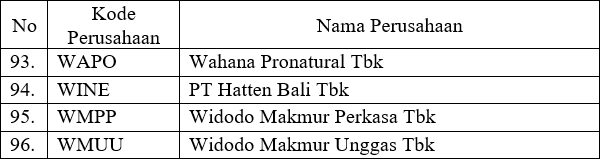 No Kode Perusahaan Nama Perusahaan
93. WAPO Wahana Pronatural Tbk
94. WINE PT Hatten Bali Tbk
95. WMPP Widodo Makmur Perkasa Tbk
96. WMUU Widodo Makmur Unggas Tbk